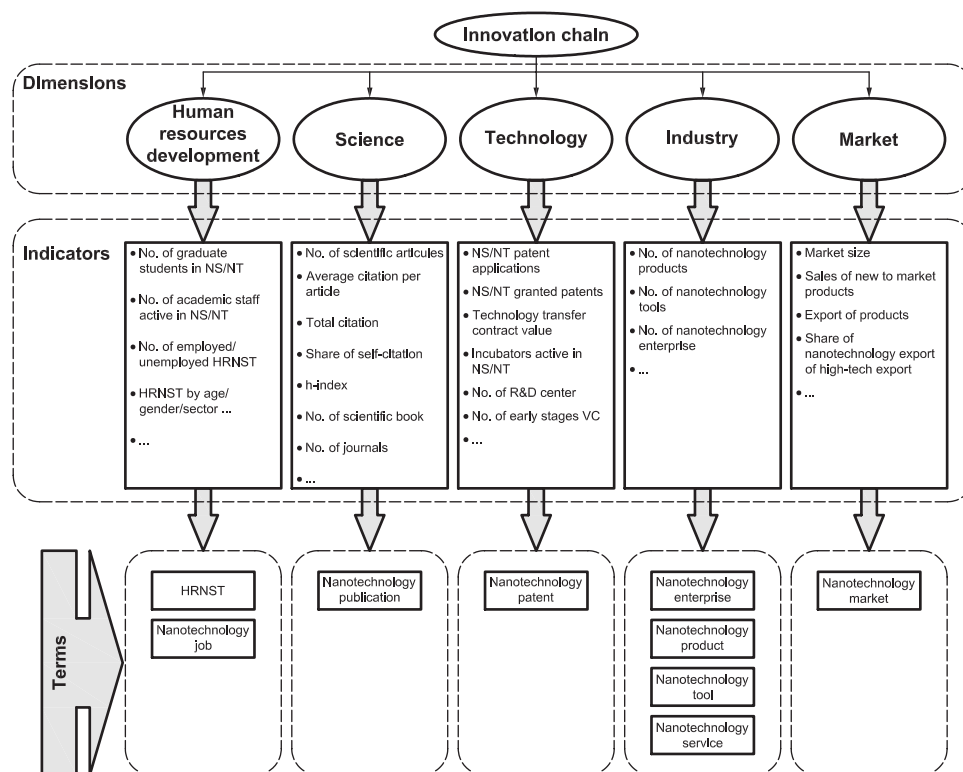 Innovation chain
DImensions
Human
resources
development
Science
Technology
Industry
Market
Indicators
• No. of graduate
students in NS/NT
• No. of academic staff
active in NS/NT
• No. of employed/
unemployed HRNST
• HRNST by age/
gender/sector ...
• ...
• No. of scientific articules
• Average citation per
article
• Total citation
• Share of self-citation
• h-index
• No. of scientific book
• No. of journals
• ...
• NS/NT patent
applications
• NS/NT granted patents
• Technology transfer
contract value
• Incubators active in
NS/NT
• No. of R&D center
• No. of early stages VC
• ...
• No. of nanotechnology
products
• No. of nanotechnology
tools
• No. of nanotechnology
enterprise
• ...
• Market size
• Sales of new to market
products
• Export of products
• Share of
nanotechnology export
of high-tech export
• ...
Terms
HRNST
Nanotechnology
job
Nanotechnology
publication
Nanotechnology
patent
Nanotechnology
enterprise
Nanotechnology
product
Nanotechnology
tool
Nanotechnology
service
Nanotechnology
market